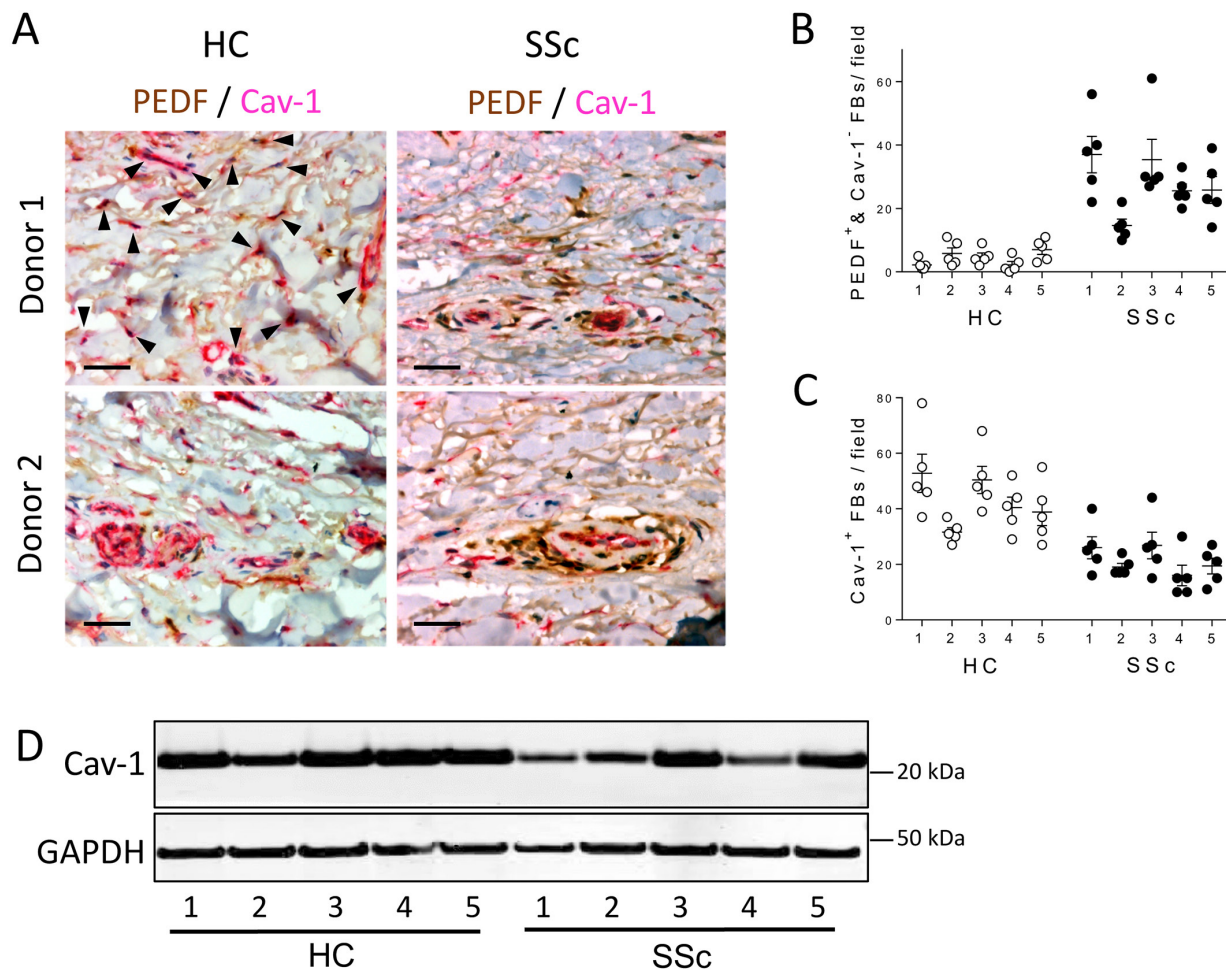 A
HC
SSc
PEDF / Cav-1
PEDF / Cav-1
Donor 1
Donor 2
B
PEDF+ & Cav-1- FBs/ field
60
40
20
0
1 2 3 4 5
1 2 3 4 5
HC
SSc
C
Cav-1+ FBs / field
80
60
40
20
0
1 2 3 4 5
1 2 3 4 5
HC
SSc
D
Cav-1
20 kDa
GAPDH
50 kDa
1 2 3 4 5 1 2 3 4 5
HC
SSc